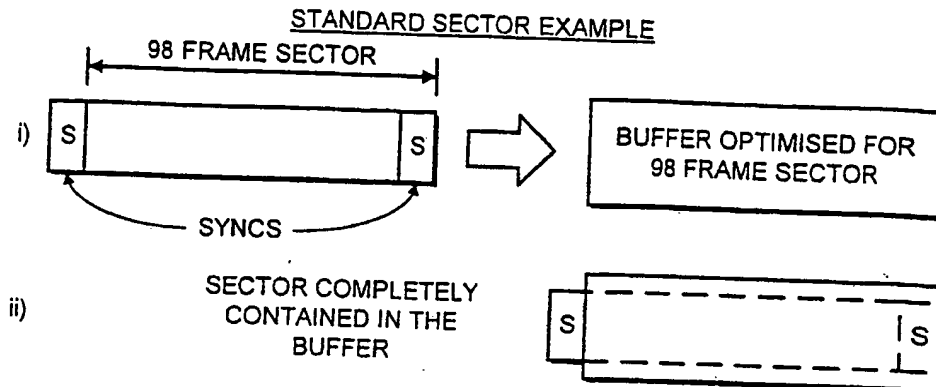 STANDARD SECTOR EXAMPLE
98 FRAME SECTOR
i)
S
S
BUFFER OPTIMISED FOR
98 FRAME SECTOR
SYNCS
ii)
SECTOR COMPLETELY
CONTAINED IN THE
BUFFER
S
S